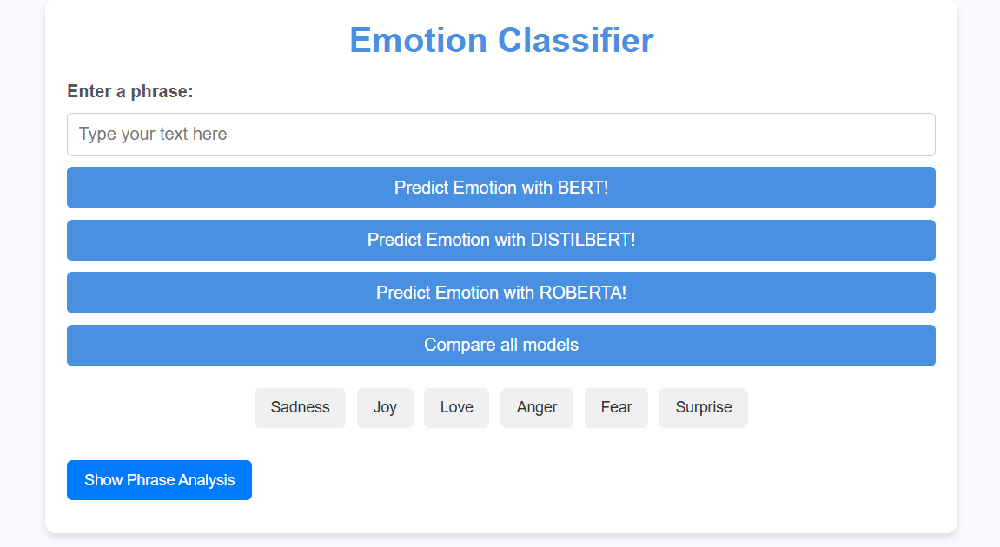 Emotion Classifier
Enter a phrase:
Type your text here
Predict Emotion with BERT!
Predict Emotion with DISTILBERT!
Predict Emotion with ROBERTA!
Compare all models
Sadness Joy Love Anger Fear Surprise
Show Phrase Analysis